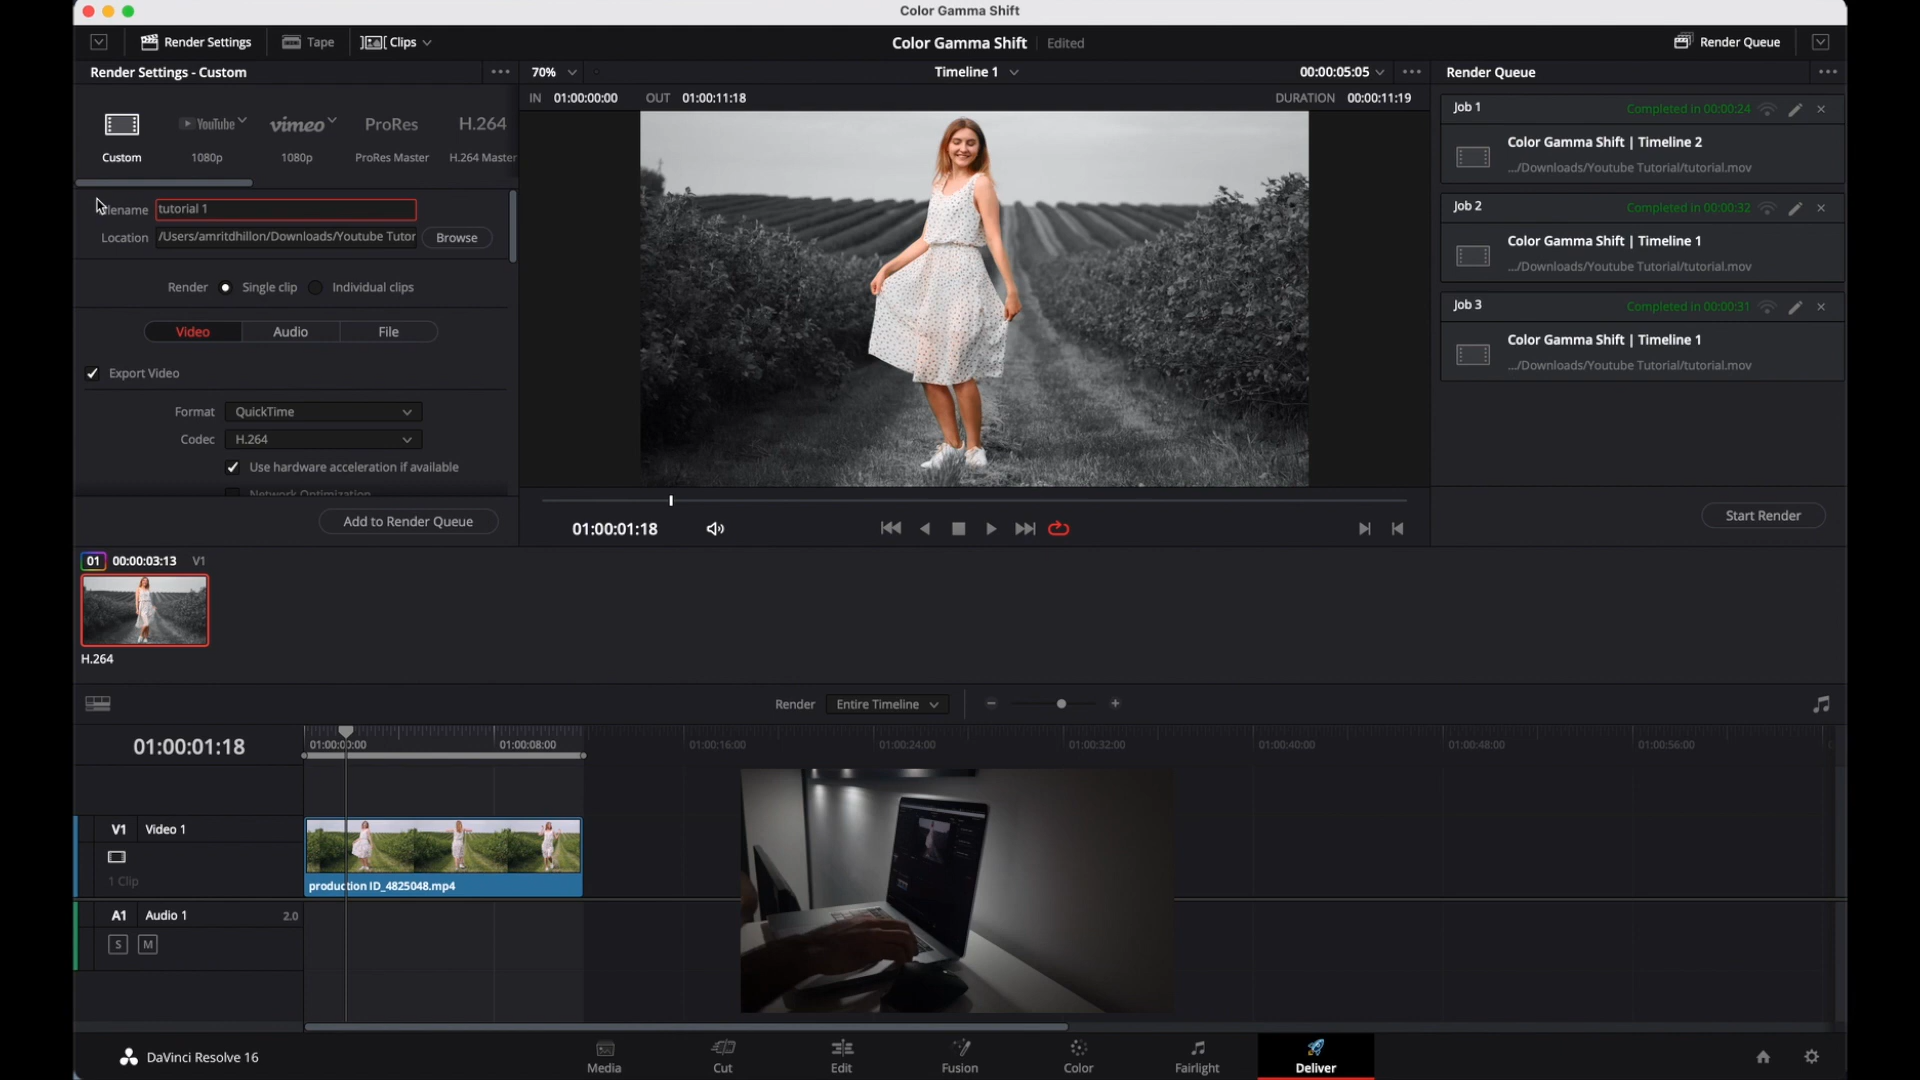 Color Gamma Shift
Render Settings
Tape
Clips
Color Gamma Shift
Edited
Render Queue
Render Settings - Custom
70%
Timeline 1
00:00:05:05
Render Queue
IN 01:00:00:00
OUT 01:00:11:18
DURATION 00:00:11:19
YouTube
vimeo
ProRes
H.264
Custom
1080p
1080p
ProRes Master
H.264 Master
tutorial 1
Location
/Users/amritdhillon/Downloads/Youtube Tutor
Browse
Render
Single clip
Individual clips
Video
Audio
File
Export Video
Format
QuickTime
Codec
H.264
Use hardware acceleration if available
Network Optimization
Add to Render Queue
Job 1
Completed in 00:00:24
Color Gamma Shift | Timeline 2
.../Downloads/Youtube Tutorial/tutorial.mov
Job 2
Completed in 00:00:32
Color Gamma Shift | Timeline 1
.../Downloads/Youtube Tutorial/tutorial.mov
Job 3
Completed in 00:00:31
Color Gamma Shift | Timeline 1
.../Downloads/Youtube Tutorial/tutorial.mov
Start Render
01:00:01:18
01 00:00:03:13 V1
H.264
Render
Entire Timeline
01:00:01:18
01:00:00:00
01:00:08:00
01:00:16:00
01:00:24:00
01:00:32:00
01:00:40:00
01:00:48:00
01:00:56:00
V1 Video 1
1 Clip
production ID_4825048.mp4
A1 Audio 1
2.0
S
M
DaVinci Resolve 16
Media
Cut
Edit
Fusion
Color
Fairlight
Deliver